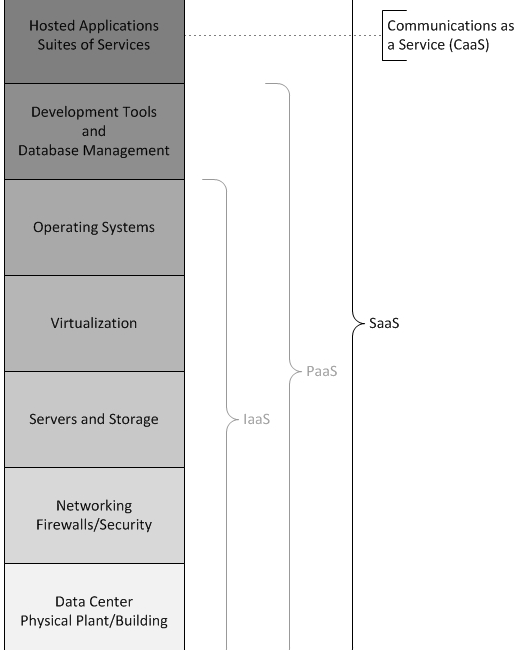 Hosted Applications
Suites of Services
Communications as
a Service (CaaS)
Development Tools
and
Database Management
Operating Systems
Virtualization
SaaS
PaaS
Servers and Storage
IaaS
Networking
Firewalls/Security
Data Center
Physical Plant/Building